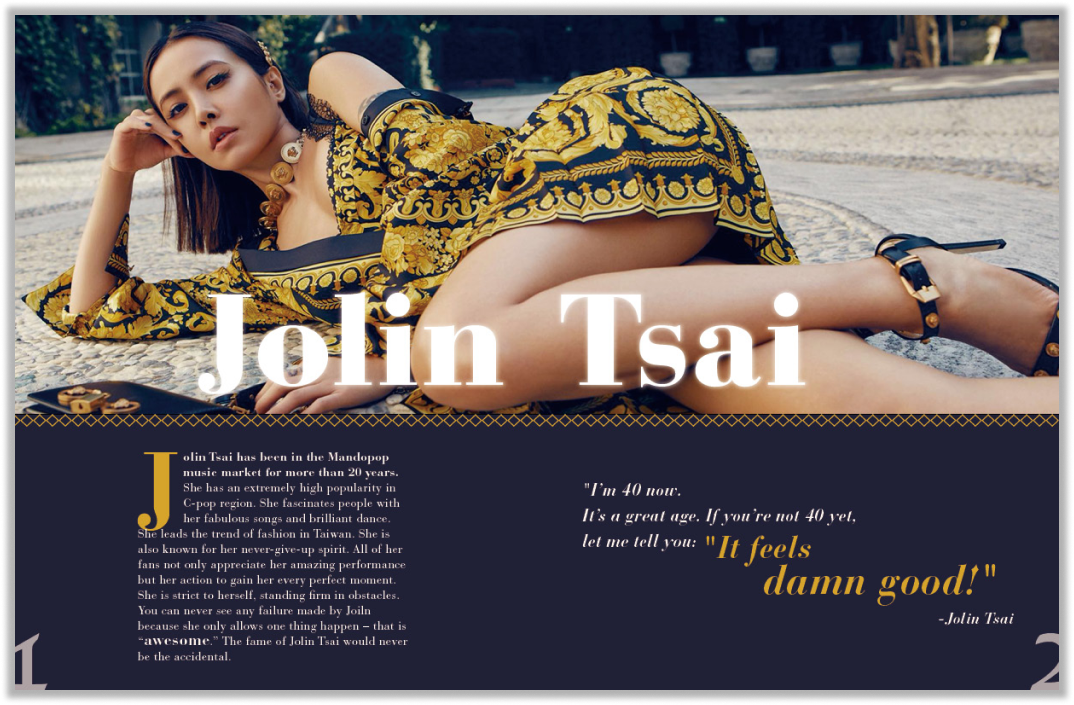 Jolin Tsai
Jolin Tsai has been in the Mandopop
music market for more than 20 years.
She has an extremely high popularity in
C-pop region. She fascinates people with
her fabulous songs and brilliant dance.
She leads the trend of fashion in Taiwan. She is
also known for her never-give-up spirit. All of her
fans not only appreciate her amazing performance
but her action to gain her every perfect moment.
She is strict to herself, standing firm in obstacles.
You can never see any failure made by Joiln
because she only allows one thing happen – that is
“awesome.” The fame of Jolin Tsai would never
be the accidental.
"I’m 40 now.
It’s a great age. If you’re not 40 yet,
let me tell you: "It feels
damn good!"
-Jolin Tsai
1
2